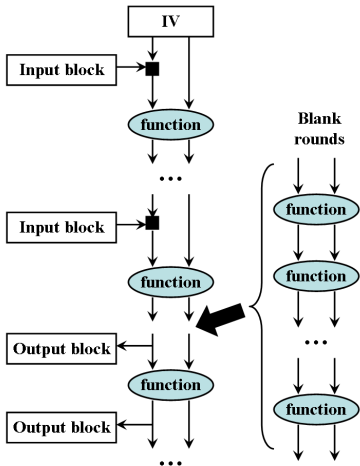 IV
Input block
function
...
Input block
function
Output block
function
Output block
...
Blank
rounds
function
function
...
function